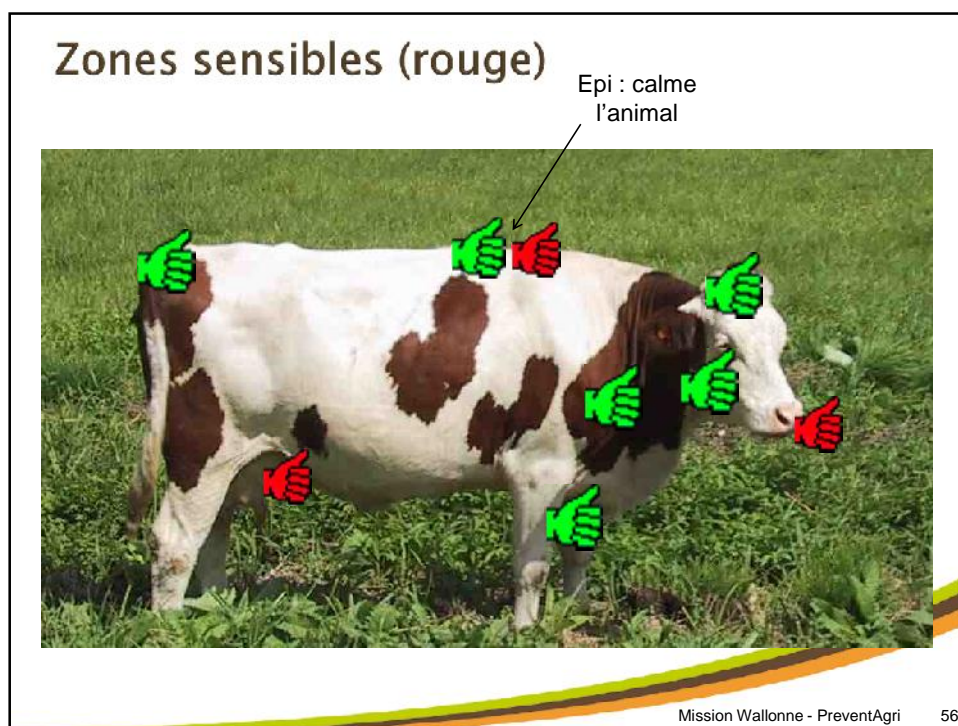 Zones sensibles (rouge)
Epi : calme
l’animal
Mission Wallonne - PreventAgri 56